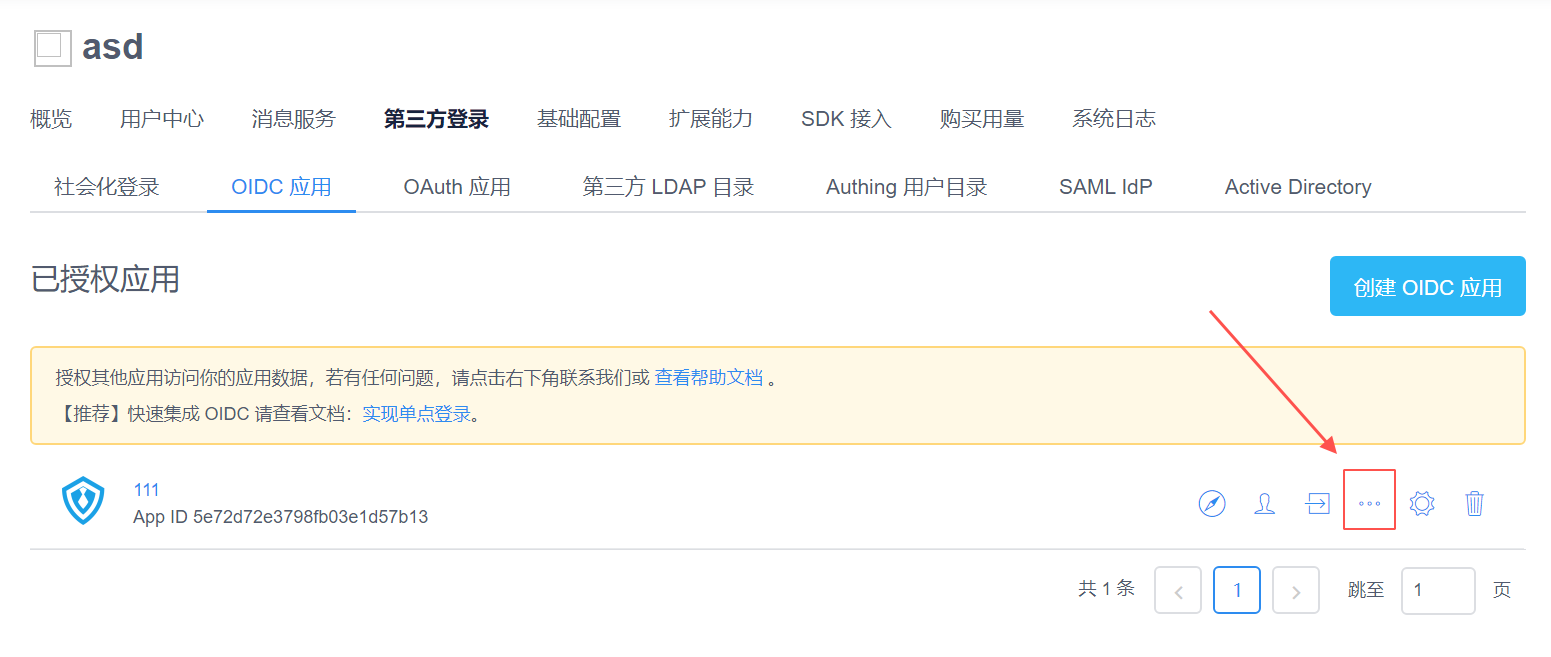 asd
概览 用户中心 消息服务 第三方登录 基础配置 扩展能力 SDK 接入 购买用量 系统日志
社会化登录 OIDC 应用 OAuth 应用 第三方 LDAP 目录 Authing 用户目录 SAML IdP Active Directory
已授权应用
创建 OIDC 应用
授权其他应用访问你的应用数据，若有任何问题，请点击右下角联系我们或 查看帮助文档 。
【推荐】快速集成 OIDC 请查看文档：实现单点登录。
111
App ID 5e72d72e3798fb03e1d57b13
共 1 条 1 跳至 1 页